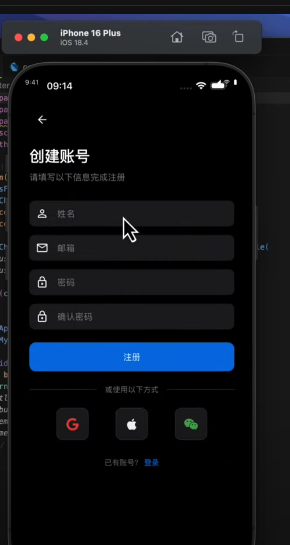 iPhone 16 Plus
iOS 18.4
9:41
09:14
创建账号
请填写以下信息完成注册
姓名
邮箱
密码
确认密码
注册
或使用以下方式
G
已有账号? 登录